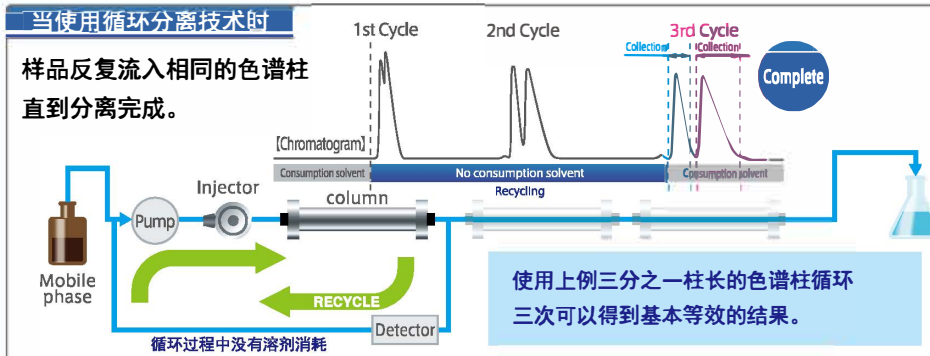 当使用循环分离技术时
样品反复流入相同的色谱柱
直到分离完成。
1st Cycle
2nd Cycle
3rd Cycle
Collection
Collection
Complete
【Chromatogram】
Consumption solvent
No consumption solvent
Consumption solvent
Recycling
Injector
column
Pump
Mobile
phase
RECYCLE
Detector
循环过程中没有溶剂消耗
使用上例三分之一柱长的色谱柱循环
三次可以得到基本等效的结果。